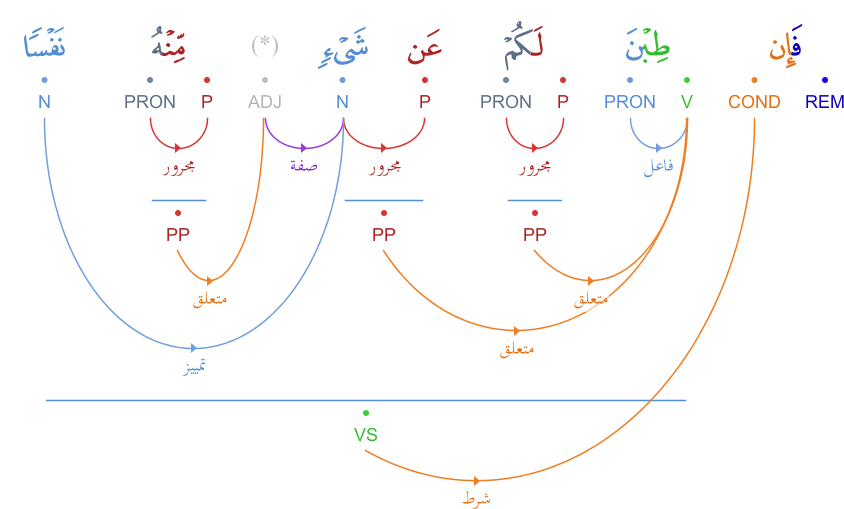 فَإِن طِبْنَ لَكُمْ عَن شَىْءٍ (*) مِّنْهُ نَفْسًا
REM COND V PRON P PRON P N ADJ P PRON N
فاعل مجرور مجرور صفة مجرور
PP PP PP
متعلق متعلق
متعلق
تمييز
VS
شرط